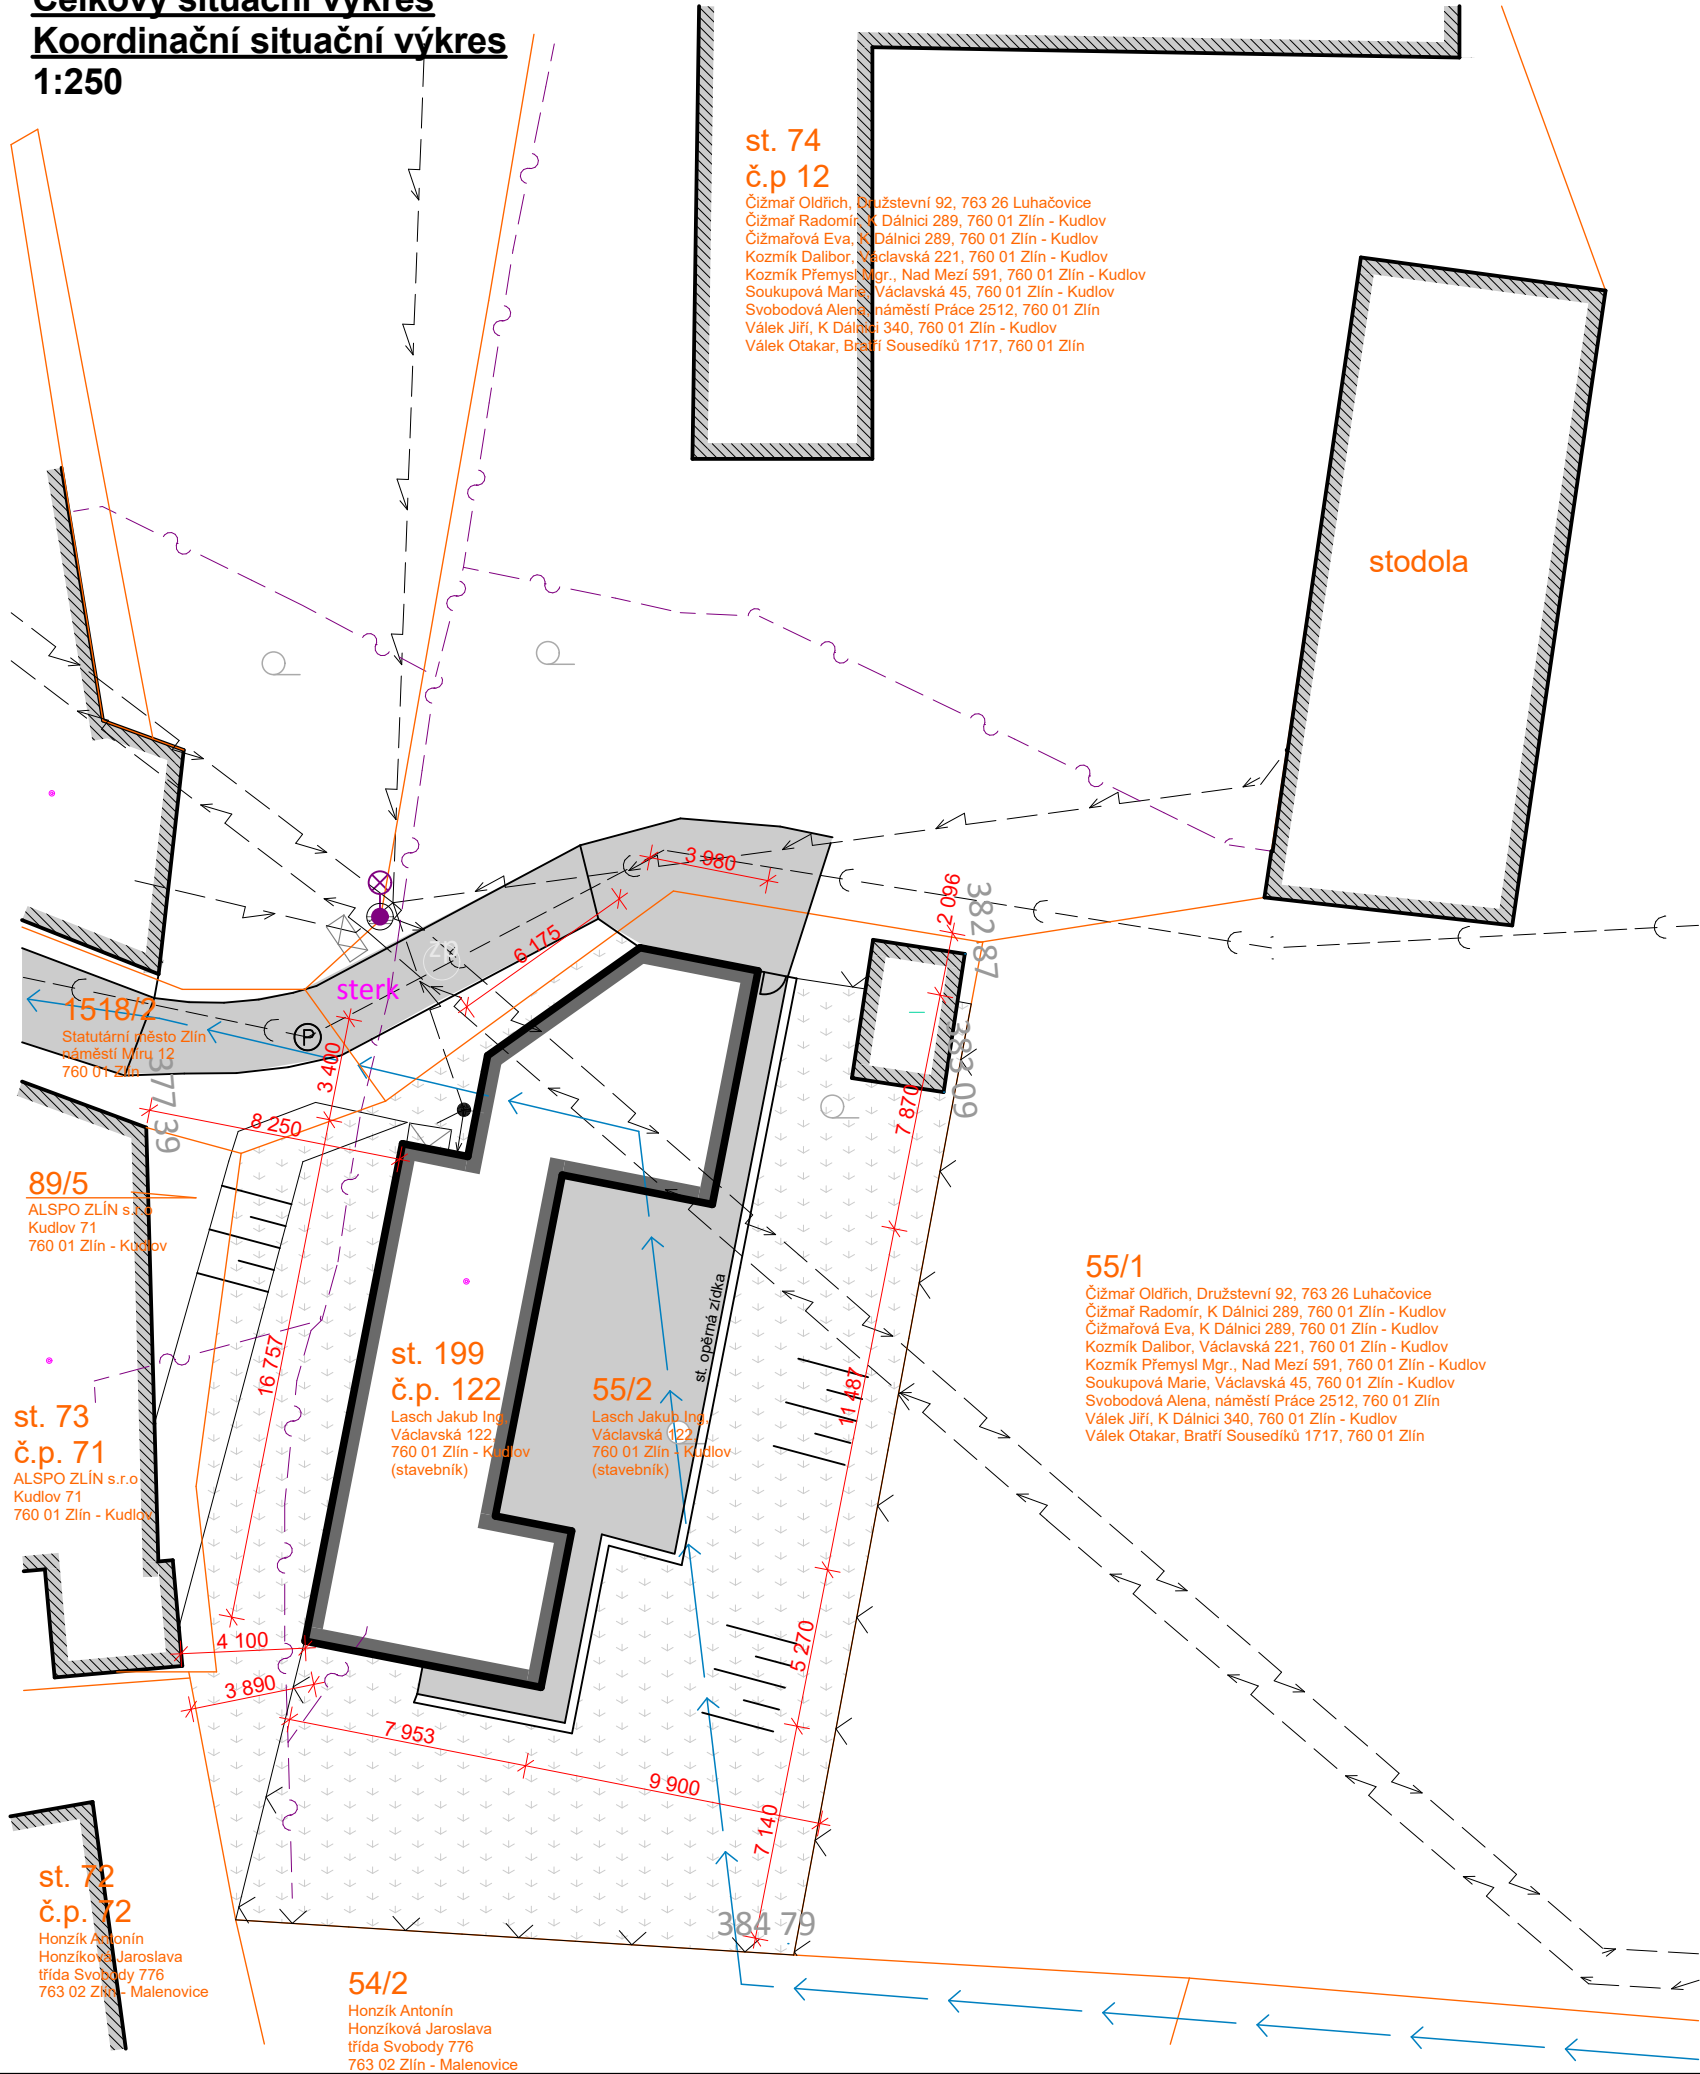 Celkový situační výkres
Koordinační situační výkres
1:250
st. 74
č.p 12
Čižmař Oldřich, Družstevní 92, 763 26 Luhačovice
Čižmař Radomír, K Dálnici 289, 760 01 Zlín - Kudlov
Čižmařová Eva, K Dálnici 289, 760 01 Zlín - Kudlov
Kozmík Dalibor, Václavská 221, 760 01 Zlín - Kudlov
Kozmík Přemysl Mgr., Nad Mezí 591, 760 01 Zlín - Kudlov
Soukupová Marie, Václavská 45, 760 01 Zlín - Kudlov
Svobodová Alena, náměstí Práce 2512, 760 01 Zlín
Válek Jiří, K Dálnici 340, 760 01 Zlín - Kudlov
Válek Otakar, Bratří Sousedíků 1717, 760 01 Zlín
stodola
3 980
2 096
382 87
6 175
zp
sterk
1518/2
Statutární město Zlín
náměstí Míru 12
760 01 Zlín
P
377 39
3 400
8 250
383 09
7 870
89/5
ALSPO ZLÍN s.r.o
Kudlov 71
760 01 Zlín - Kudlov
55/1
Čižmař Oldřich, Družstevní 92, 763 26 Luhačovice
Čižmař Radomír, K Dálnici 289, 760 01 Zlín - Kudlov
Čižmařová Eva, K Dálnici 289, 760 01 Zlín - Kudlov
Kozmík Dalibor, Václavská 221, 760 01 Zlín - Kudlov
Kozmík Přemysl Mgr., Nad Mezí 591, 760 01 Zlín - Kudlov
Soukupová Marie, Václavská 45, 760 01 Zlín - Kudlov
Svobodová Alena, náměstí Práce 2512, 760 01 Zlín
Válek Jiří, K Dálnici 340, 760 01 Zlín - Kudlov
Válek Otakar, Bratří Sousedíků 1717, 760 01 Zlín
st. opěrná zídka
16 757
11 487
st. 199
č.p. 122
Lasch Jakub Ing.
Václavská 122,
760 01 Zlín - Kudlov
(stavebník)
55/2
Lasch Jakub Ing.
Václavská 122,
760 01 Zlín - Kudlov
(stavebník)
st. 73
č.p. 71
ALSPO ZLÍN s.r.o
Kudlov 71
760 01 Zlín - Kudlov
4 100
3 890
5 270
7 953
9 900
7 140
st. 72
č.p. 72
Honzík Antonín
Honzíková Jaroslava
třída Svobody 776
763 02 Zlín - Malenovice
384 79
54/2
Honzík Antonín
Honzíková Jaroslava
třída Svobody 776
763 02 Zlín - Malenovice